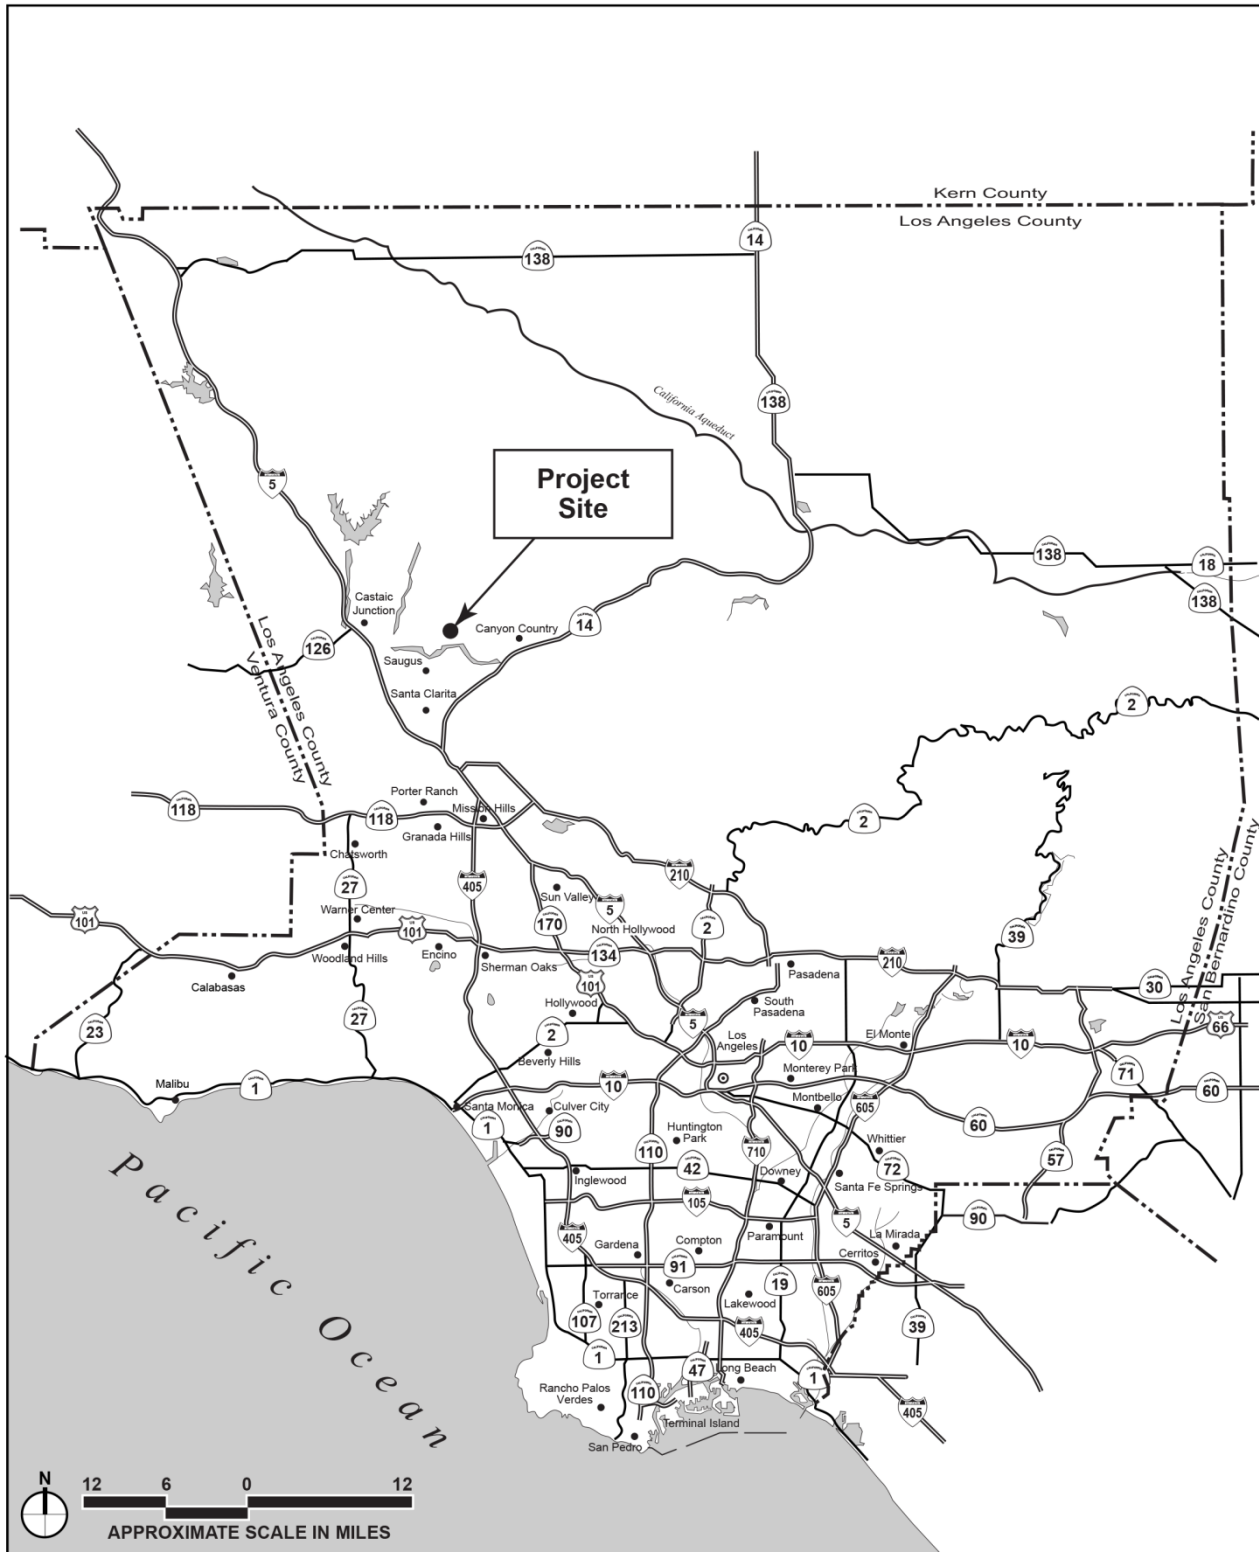 Kern County
Los Angeles County
14
138
138
California Aqueduct
Project
Site
5
138
18
138
Castaic
Junction
14
Canyon Country
126
Saugus
Santa Clarita
Los Angeles County
Ventura County
2
Porter Ranch
118
118
Mission Hills
Granada Hills
2
Chatsworth
210
27
405
Sun Valley
5
Los Angeles County
San Bernardino County
Warner Center
101
101
170
North Hollywood
2
39
Woodland Hills
Encino
Sherman Oaks
134
210
Pasadena
Calabasas
101
30
Hollywood
South
Pasadena
23
27
2
5
Los
Angeles
10
El Monte
10
66
Beverly Hills
Monterey Park
71
Malibu
1
10
60
Santa Monica
Culver City
Montbello
605
1
90
Huntington
Park
60
110
710
Whittier
57
42
72
Inglewood
Downey
Santa Fe Springs
105
5
90
405
Paramount
La Mirada
Gardena
Compton
Cerritos
91
Carson
19
605
Torrance
Lakewood
107
213
405
39
1
47
Long Beach
1
Rancho Palos
Verdes
110
405
Terminal Island
San Pedro
Pacific Ocean
N
12 6 0 12
APPROXIMATE SCALE IN MILES